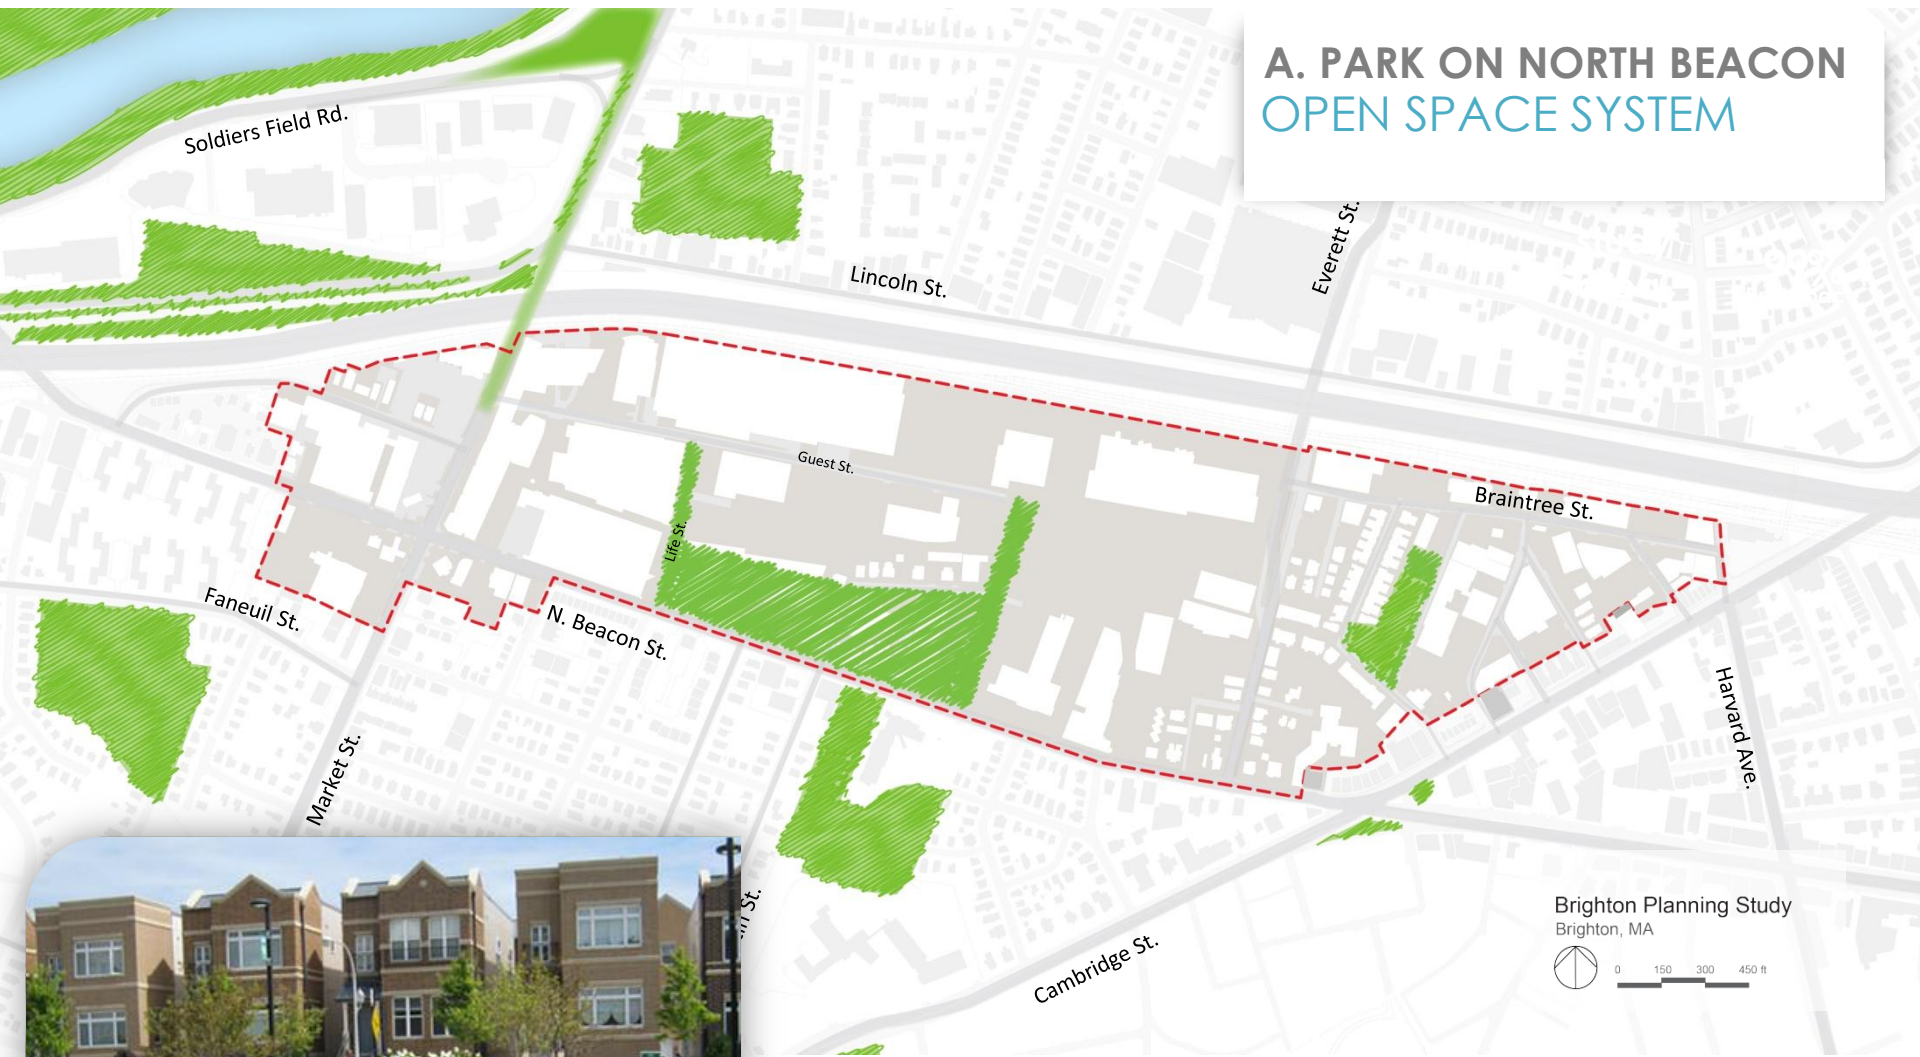 A. PARK ON NORTH BEACON
OPEN SPACE SYSTEM
Soldiers Field Rd.
Everett St.
Lincoln St.
Guest St.
Braintree St.
Life St.
Faneuil St.
N. Beacon St.
Harvard Ave.
Market St.
St.
Cambridge St.
Brighton Planning Study
Brighton, MA
0 150 300 450 ft